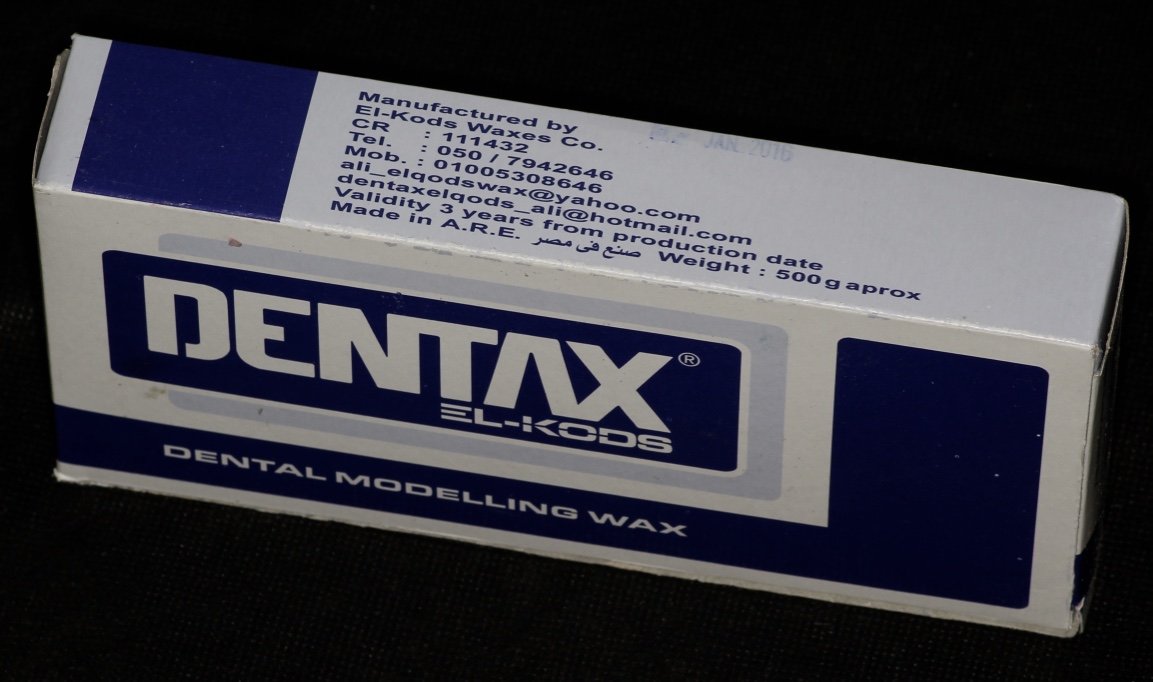 Manufactured by
El-Kods Waxes Co.
CR : 111432
Tel. : 050 / 7942646
Mob. : 01005308646
ali_elqodswax@yahoo.com
dentaxelqods_ali@hotmail.com
Validity 3 years from production date
Made in A.R.E. صنع فى مصر Weight : 500g aprox
JAN 2016
DENTAX®
EL-KODS
DENTAL MODELLING WAX